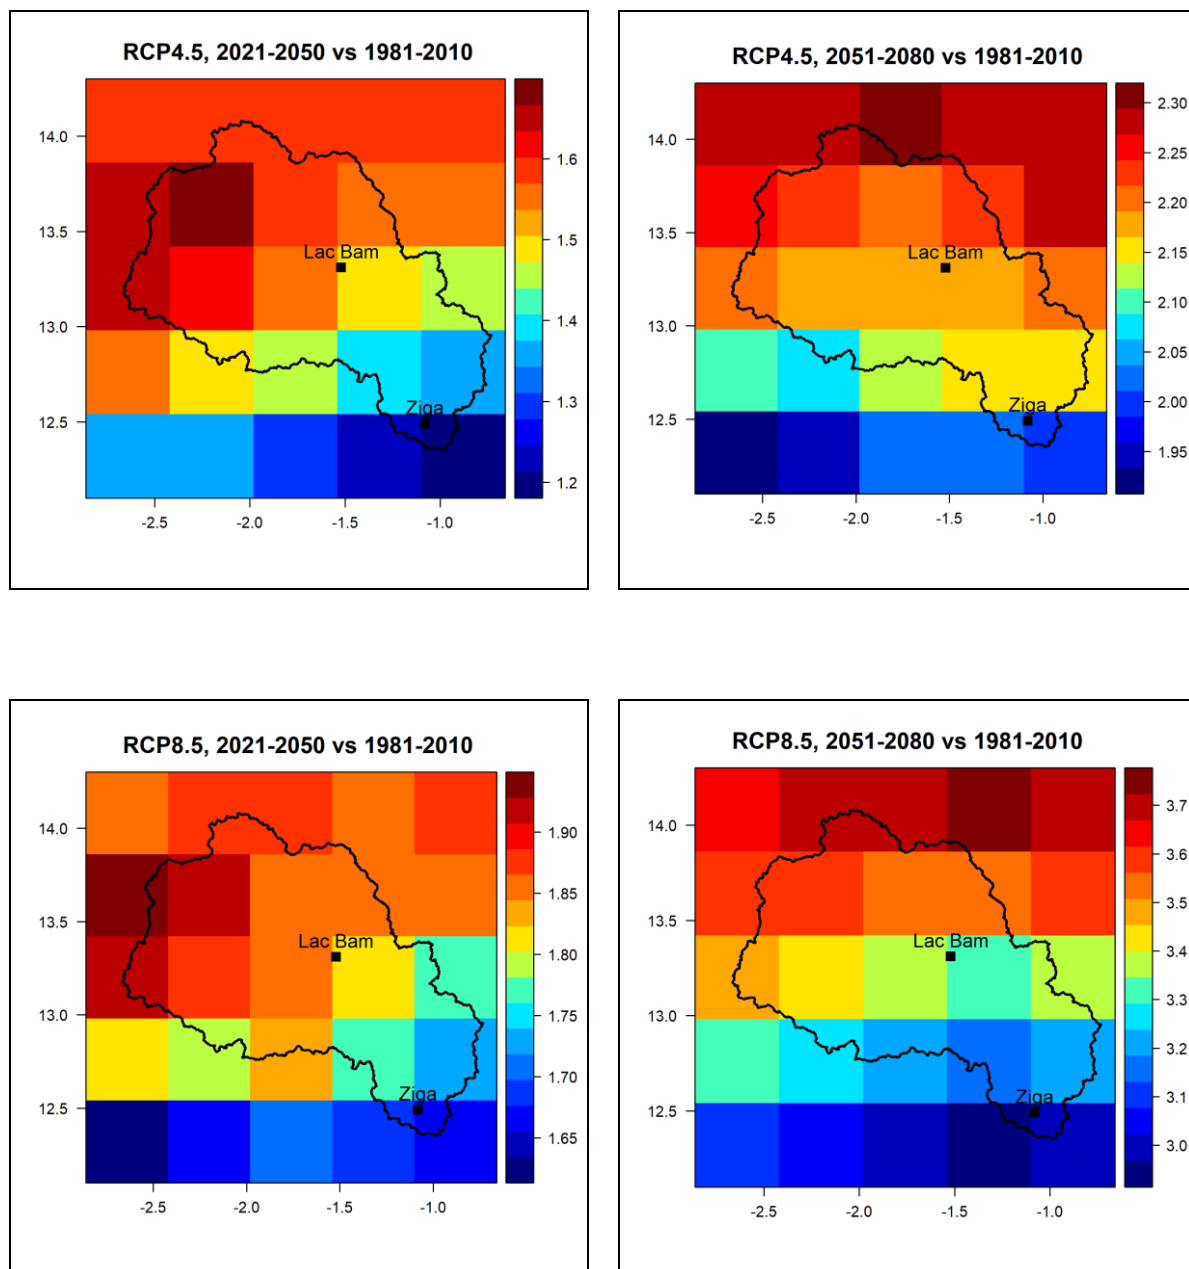 RCP4.5, 2021-2050 vs 1981-2010
14.0
13.5
13.0
12.5
Lac Bam
Ziga
-2.5 -2.0 -1.5 -1.0
1.6
1.5
1.4
1.3
1.2
RCP4.5, 2051-2080 vs 1981-2010
14.0
13.5
13.0
12.5
Lac Bam
Ziga
-2.5 -2.0 -1.5 -1.0
2.30
2.25
2.20
2.15
2.10
2.05
2.00
1.95
RCP8.5, 2021-2050 vs 1981-2010
14.0
13.5
13.0
12.5
Lac Bam
Ziga
-2.5 -2.0 -1.5 -1.0
1.90
1.85
1.80
1.75
1.70
1.65
RCP8.5, 2051-2080 vs 1981-2010
14.0
13.5
13.0
12.5
Lac Bam
Ziga
-2.5 -2.0 -1.5 -1.0
3.7
3.6
3.5
3.4
3.3
3.2
3.1
3.0